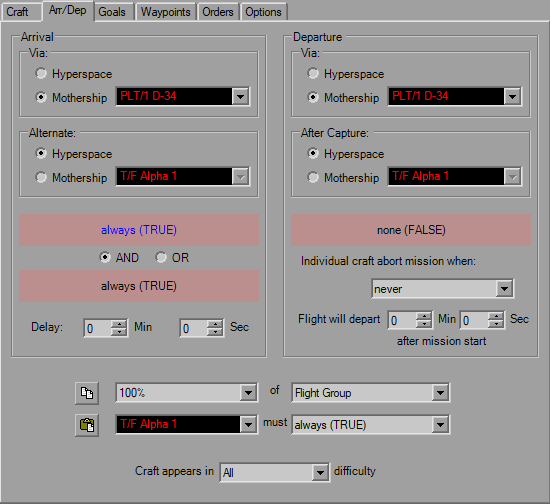 Craft Arr/Dep Goals Waypoints Orders Options
Arrival
Via:
Hyperspace
Mothership PLT/1 D-34
Alternate:
Hyperspace
Mothership T/F Alpha 1
always (TRUE)
AND OR
always (TRUE)
Delay: 0 Min 0 Sec
Departure
Via:
Hyperspace
Mothership PLT/1 D-34
After Capture:
Hyperspace
Mothership T/F Alpha 1
none (FALSE)
Individual craft abort mission when:
never
Flight will depart 0 Min 0 Sec
after mission start
100% of Flight Group
T/F Alpha 1 must always (TRUE)
Craft appears in All difficulty